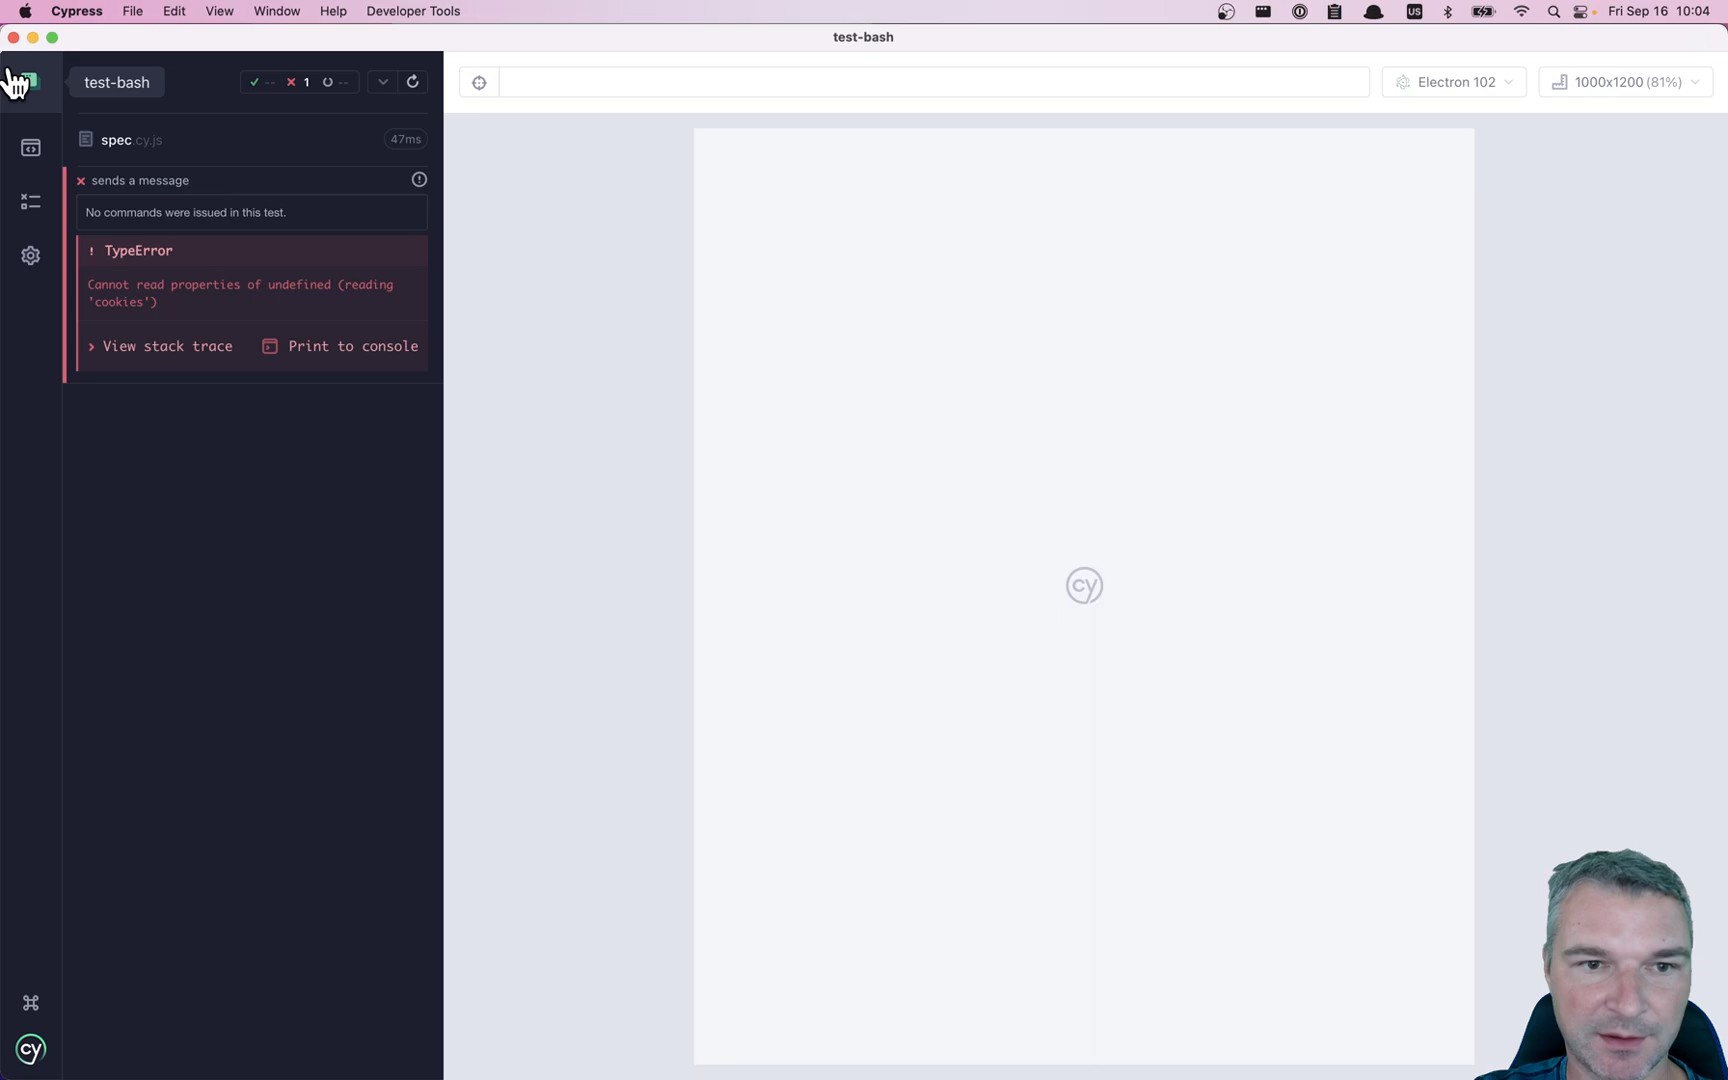 Cypress File Edit View Window Help Developer Tools US Fri Sep 16 10:04
test-bash
test-bash -- 1 --
Electron 102 1000x1200 (81%)
spec.cy.js 47ms
sends a message
No commands were issued in this test.
! TypeError
Cannot read properties of undefined (reading
'cookies')
View stack trace Print to console
cy
cy